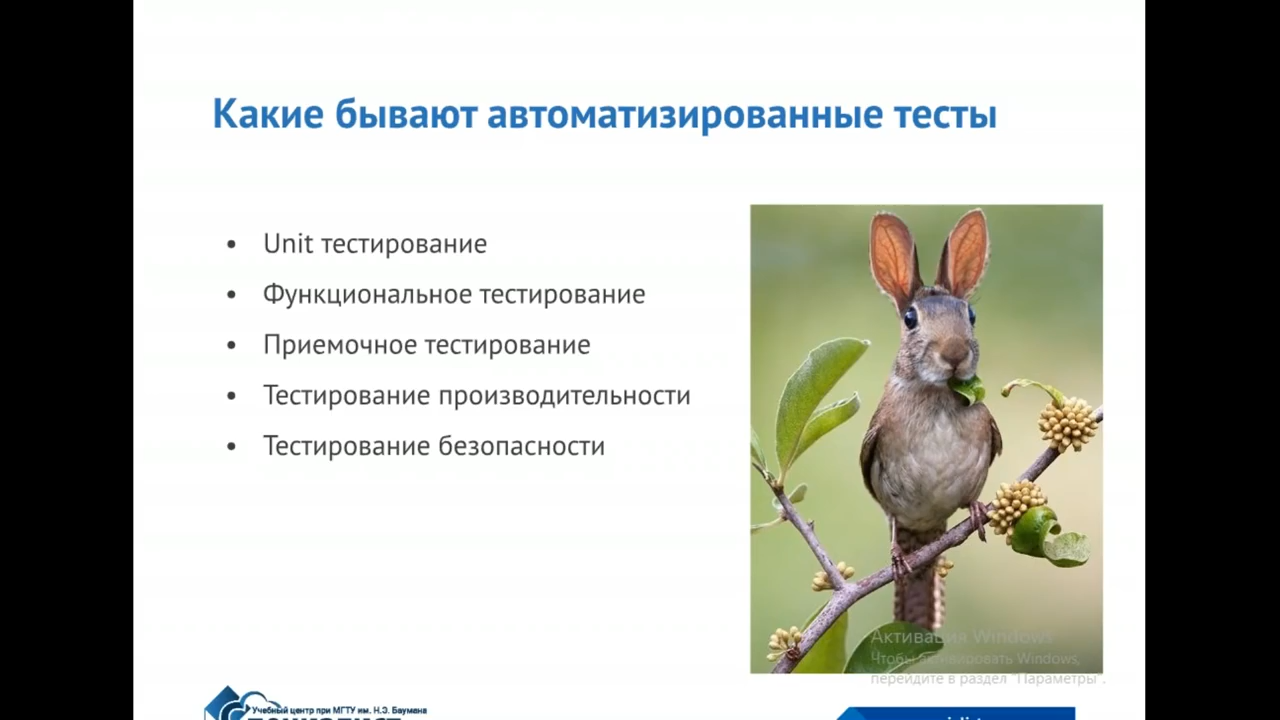 Какие бывают автоматизированные тесты
• Unit тестирование
• Функциональное тестирование
• Приемочное тестирование
• Тестирование производительности
• Тестирование безопасности
Активация Windows
Чтобы активировать Windows,
перейдите в раздел "Параметры".
Учебный центр при МГТУ им. Н.Э. Баумана